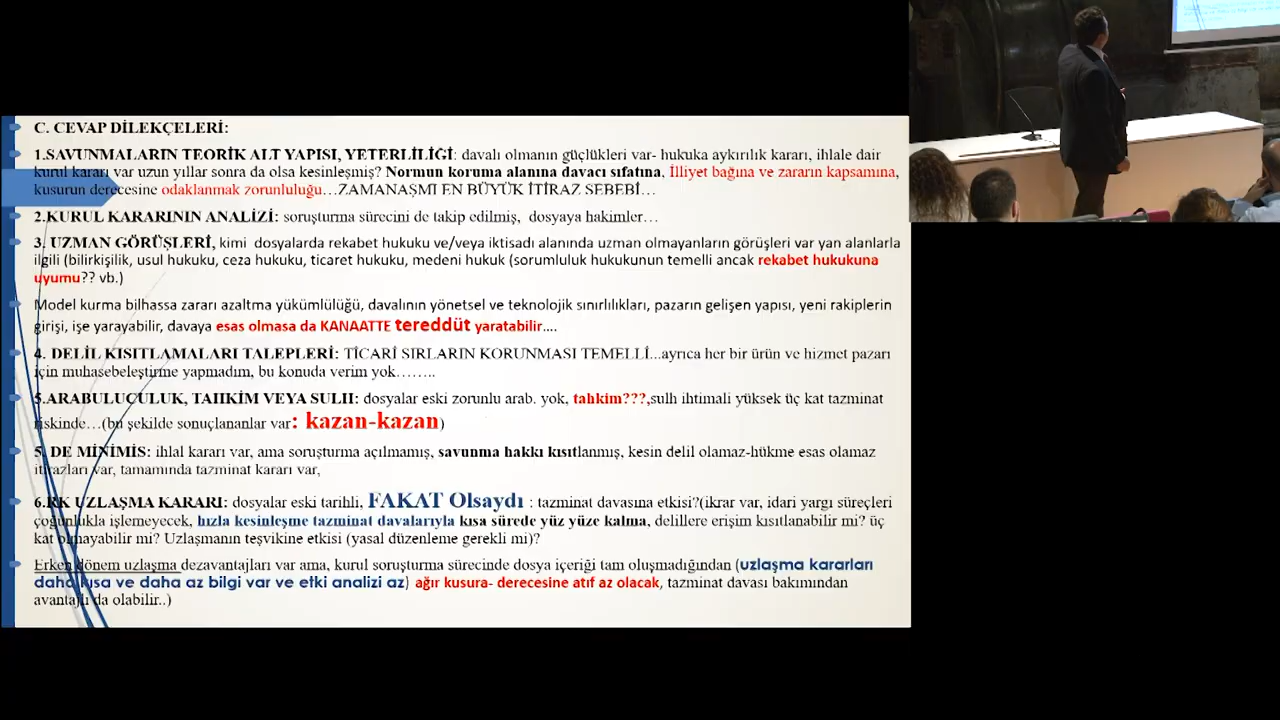 C. CEVAP DİLEKÇELERİ:
1.SAVUNMALARIN TEORİK ALT YAPISI, YETERLİLİĞİ: davalı olmanın güçlükleri var- hukuka aykırılık kararı, ihlale dair
kurul kararı var uzun yıllar sonra da olsa kesinleşmiş? Normun koruma alanına davacı sıfatına, İlliyet bağına ve zararın kapsamına,
kusurun derecesine odaklanmak zorunluluğu…ZAMANAŞMI EN BÜYÜK İTİRAZ SEBEBİ…
2.KURUL KARARININ ANALİZİ: soruşturma sürecini de takip edilmiş, dosyaya hakimler…
3. UZMAN GÖRÜŞLERİ, kimi dosyalarda rekabet hukuku ve/veya iktisadı alanında uzman olmayanların görüşleri var yan alanlarla
ilgili (bilirkişilik, usul hukuku, ceza hukuku, ticaret hukuku, medeni hukuk (sorumluluk hukukunun temelli ancak rekabet hukukuna
uyumu?? vb.)
Model kurma bilhassa zararı azaltma yükümlülüğü, davalının yönetsel ve teknolojik sınırlılıkları, pazarın gelişen yapısı, yeni rakiplerin
girişi, işe yarayabilir, davaya esas olmasa da KANAATTE tereddüt yaratabilir….
4. DELİL KISITLAMALARI TALEPLERİ: TİCARİ SIRLARIN KORUNMASI TEMELLİ...ayrıca her bir ürün ve hizmet pazarı
için muhasebeleştirme yapmadım, bu konuda verim yok……..
5.ARABULUCULUK, TAHKİM VEYA SULH: dosyalar eski zorunlu arab. yok, tahkim???,sulh ihtimali yüksek üç kat tazminat
riskinde…(bu şekilde sonuçlananlar var: kazan-kazan)
5. DE MİNİMİS: ihlal kararı var, ama soruşturma açılmamış, savunma hakkı kısıtlanmış, kesin delil olamaz-hükme esas olamaz
itirazları var, tamamında tazminat kararı var,
6.RK UZLAŞMA KARARI: dosyalar eski tarihli, FAKAT Olsaydı : tazminat davasına etkisi?(ikrar var, idari yargı süreçleri
çoğunlukla işlemeyecek, hızla kesinleşme tazminat davalarıyla kısa sürede yüz yüze kalma, delillere erişim kısıtlanabilir mi? üç
kat olmayabilir mi? Uzlaşmanın teşvikine etkisi (yasal düzenleme gerekli mi)?
Erken dönem uzlaşma dezavantajları var ama, kurul soruşturma sürecinde dosya içeriği tam oluşmadığından (uzlaşma kararları
daha kısa ve daha az bilgi var ve etki analizi az) ağır kusura- derecesine atıf az olacak, tazminat davası bakımından
avantajlı da olabilir..)